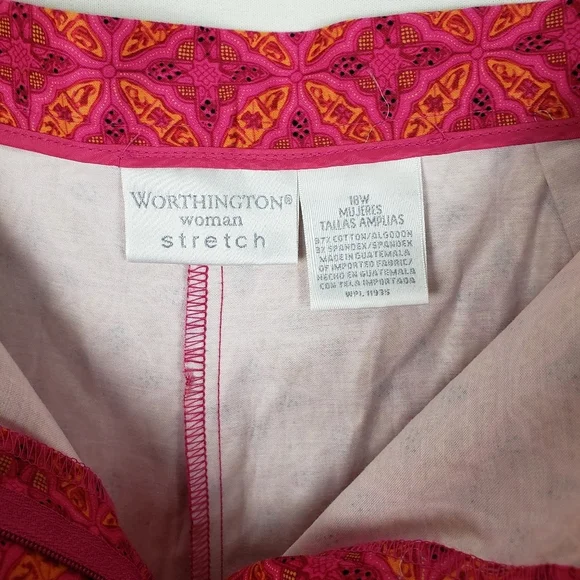 WORTHINGTON®
woman
stretch
18W
MUJERES
TALLAS AMPLIAS
97% COTTON/ALGODON
3% SPANDEX/SPANDEX
MADE IN GUATEMALA
OF IMPORTED FABRIC/
HECHO EN GUATEMALA
CON TELA IMPORTADA
WPL 11935